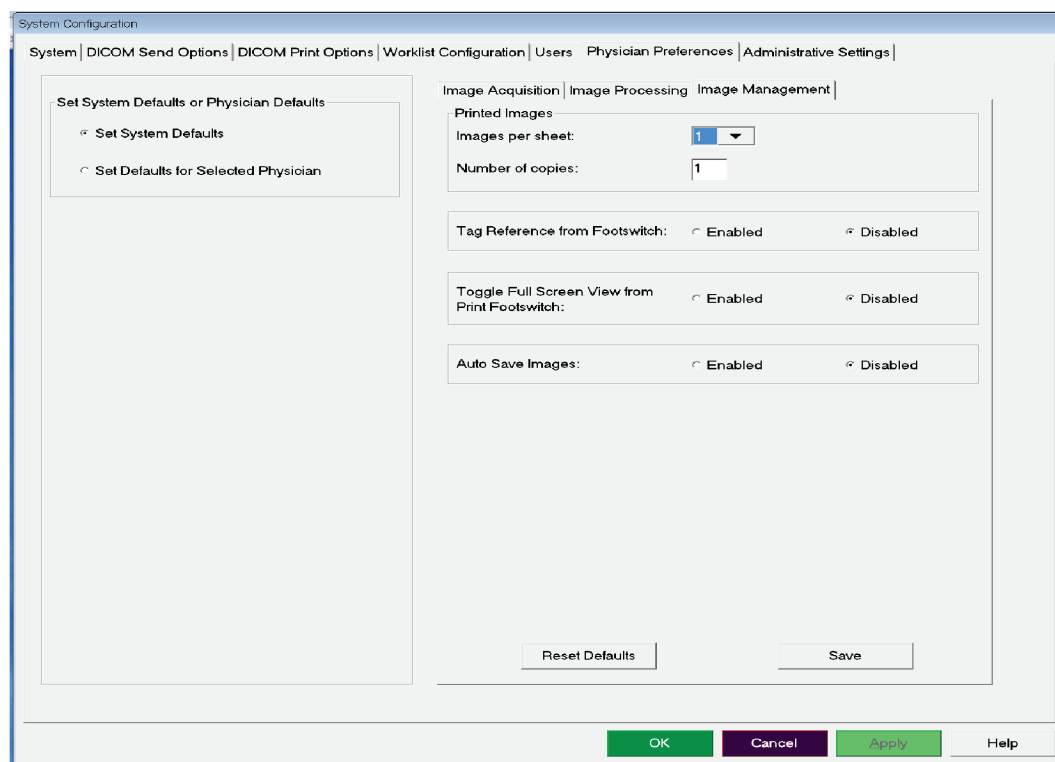 System Configuration
System DICOM Send Options DICOM Print Options Worklist Configuration Users Physician Preferences Administrative Settings
Set System Defaults or Physician Defaults
Set System Defaults
Set Defaults for Selected Physician
Image Acquisition Image Processing Image Management
Printed Images
Images per sheet: 1
Number of copies: 1
Tag Reference from Footswitch: Enabled Disabled
Toggle Full Screen View from
Print Footswitch: Enabled Disabled
Auto Save Images: Enabled Disabled
Reset Defaults Save
OK Cancel Apply Help